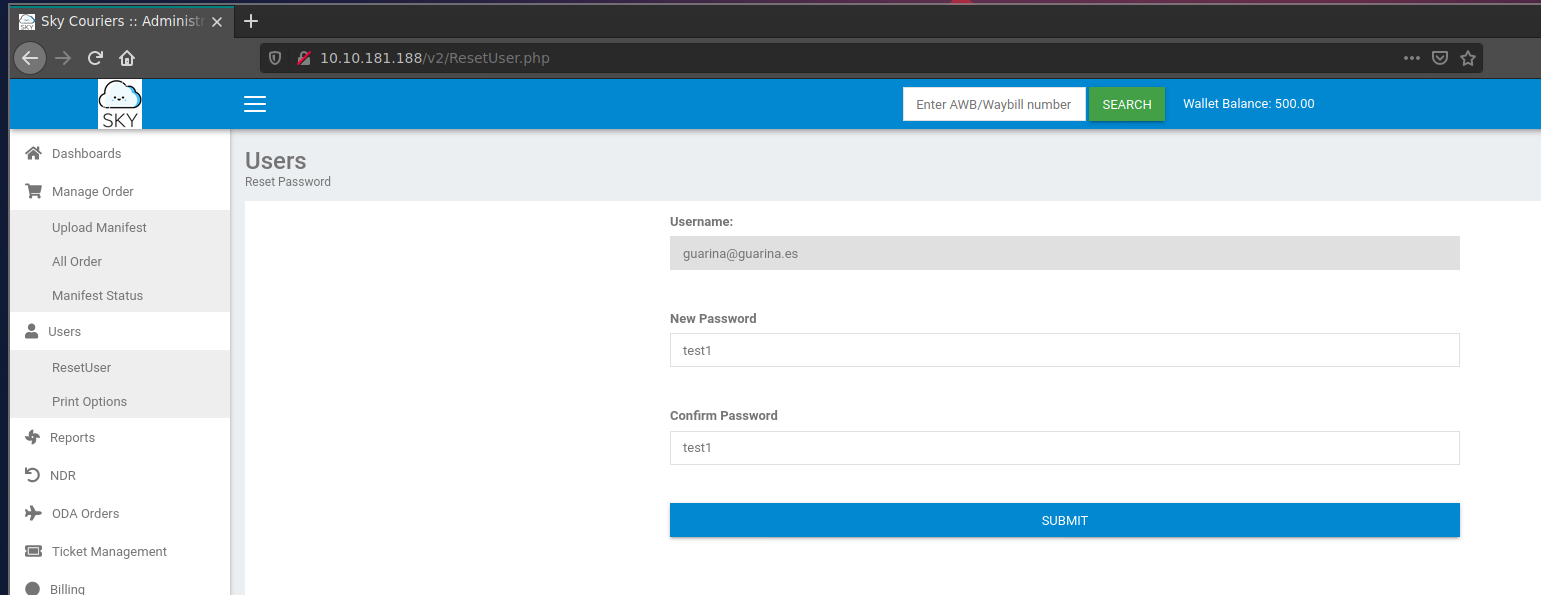 Sky Couriers :: Administr
10.10.181.188/v2/ResetUser.php
SKY
Enter AWB/Waybill number
SEARCH
Wallet Balance: 500.00
Dashboards
Manage Order
Upload Manifest
All Order
Manifest Status
Users
ResetUser
Print Options
Reports
NDR
ODA Orders
Ticket Management
Billing
Users
Reset Password
Username:
guarina@guarina.es
New Password
test1
Confirm Password
test1
SUBMIT